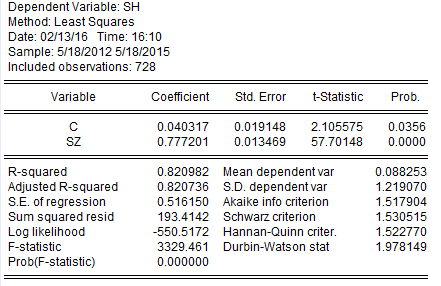 Dependent Variable: SH
Method: Least Squares
Date: 02/13/16 Time: 16:10
Sample: 5/18/2012 5/18/2015
Included observations: 728
Variable Coefficient Std. Error t-Statistic Prob.
C 0.040317 0.019148 2.105575 0.0356
SZ 0.777201 0.013469 57.70148 0.0000
R-squared 0.820982 Mean dependent var 0.088253
Adjusted R-squared 0.820736 S.D. dependent var 1.219070
S.E. of regression 0.516150 Akaike info criterion 1.517904
Sum squared resid 193.4142 Schwarz criterion 1.530515
Log likelihood -550.5172 Hannan-Quinn criter. 1.522770
F-statistic 3329.461 Durbin-Watson stat 1.978149
Prob(F-statistic) 0.000000